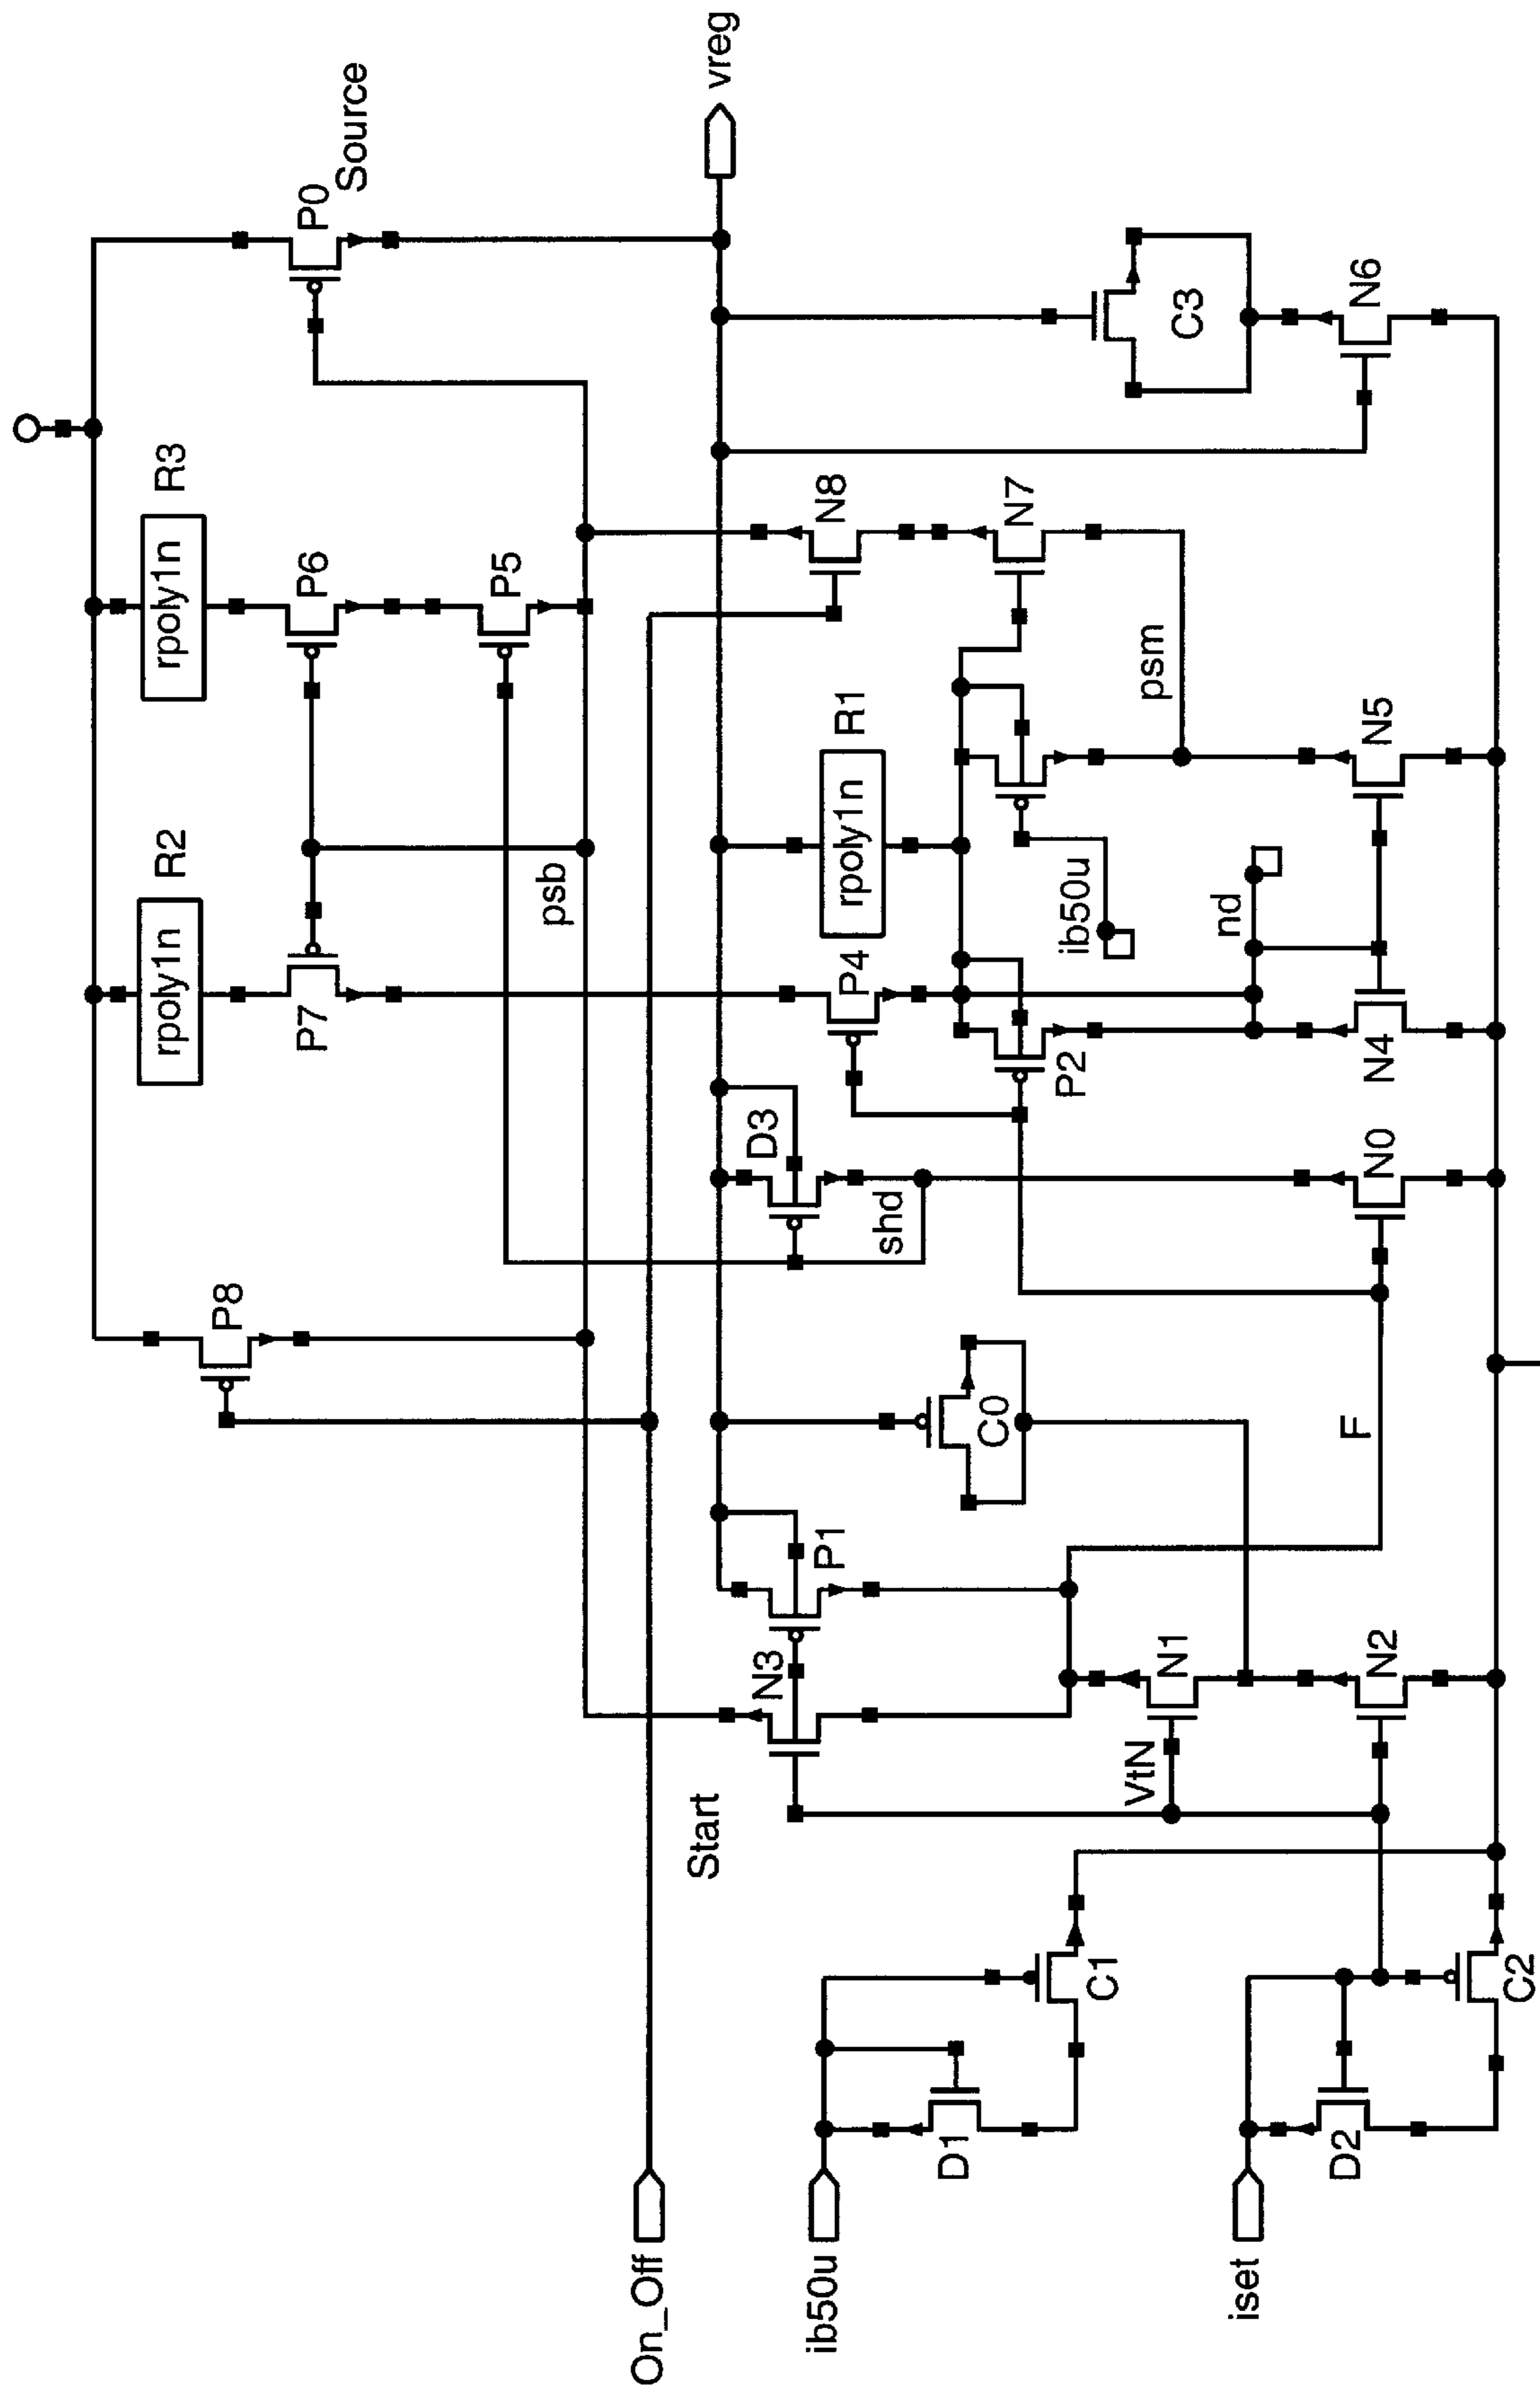 R3
P0
Source
rpoly1n
P6
P5
R2
rpoly1n
P7
psb
P8
vreg
N8
N7
C3
N6
R1
rpoly1n
psm
N5
ib50u
nd
P4
P2
N4
D3
shd
N0
C0
F
P1
N3
N1
N2
VtN
Start
C1
C2
D1
D2
On_Off
ib50u
iset